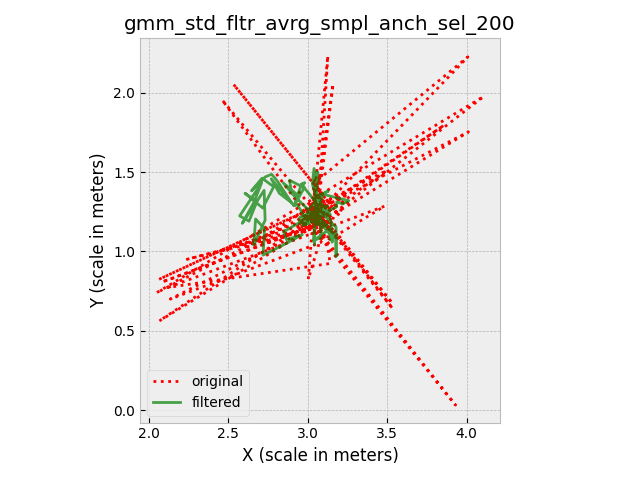 gmm_std_fltr_avrg_smpl_anch_sel_200
Y (scale in meters)
2.0
1.5
1.0
0.5
0.0
original
filtered
2.0 2.5 3.0 3.5 4.0
X (scale in meters)